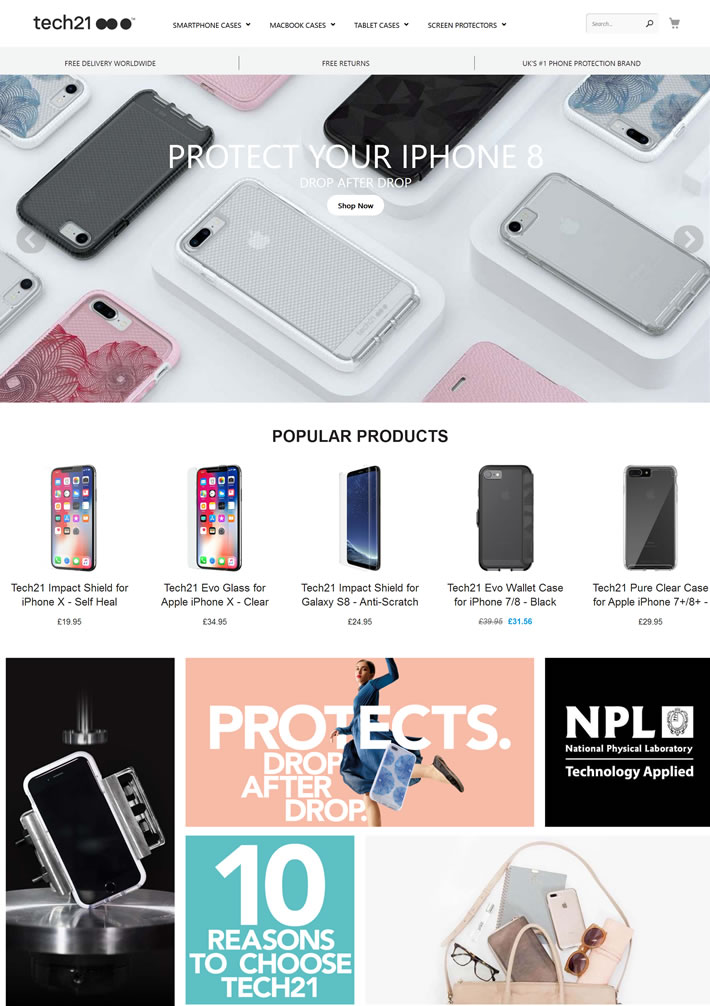 tech21™
SMARTPHONE CASES
MACBOOK CASES
TABLET CASES
SCREEN PROTECTORS
Search...
FREE DELIVERY WORLDWIDE
FREE RETURNS
UK'S #1 PHONE PROTECTION BRAND
PROTECT YOUR IPHONE 8
DROP AFTER DROP
Shop Now
TECH21
POPULAR PRODUCTS
Tech21 Impact Shield for
iPhone X - Self Heal
£19.95
Tech21 Evo Glass for
Apple iPhone X - Clear
£34.95
Tech21 Impact Shield for
Galaxy S8 - Anti-Scratch
£24.95
Tech21 Evo Wallet Case
for iPhone 7/8 - Black
£39.95 £31.56
Tech21 Pure Clear Case
for Apple iPhone 7+/8+ -
£29.95
PROTECTS.
DROP
AFTER
DROP.
NPL
National Physical Laboratory
Technology Applied
10
REASONS
TO CHOOSE
TECH21